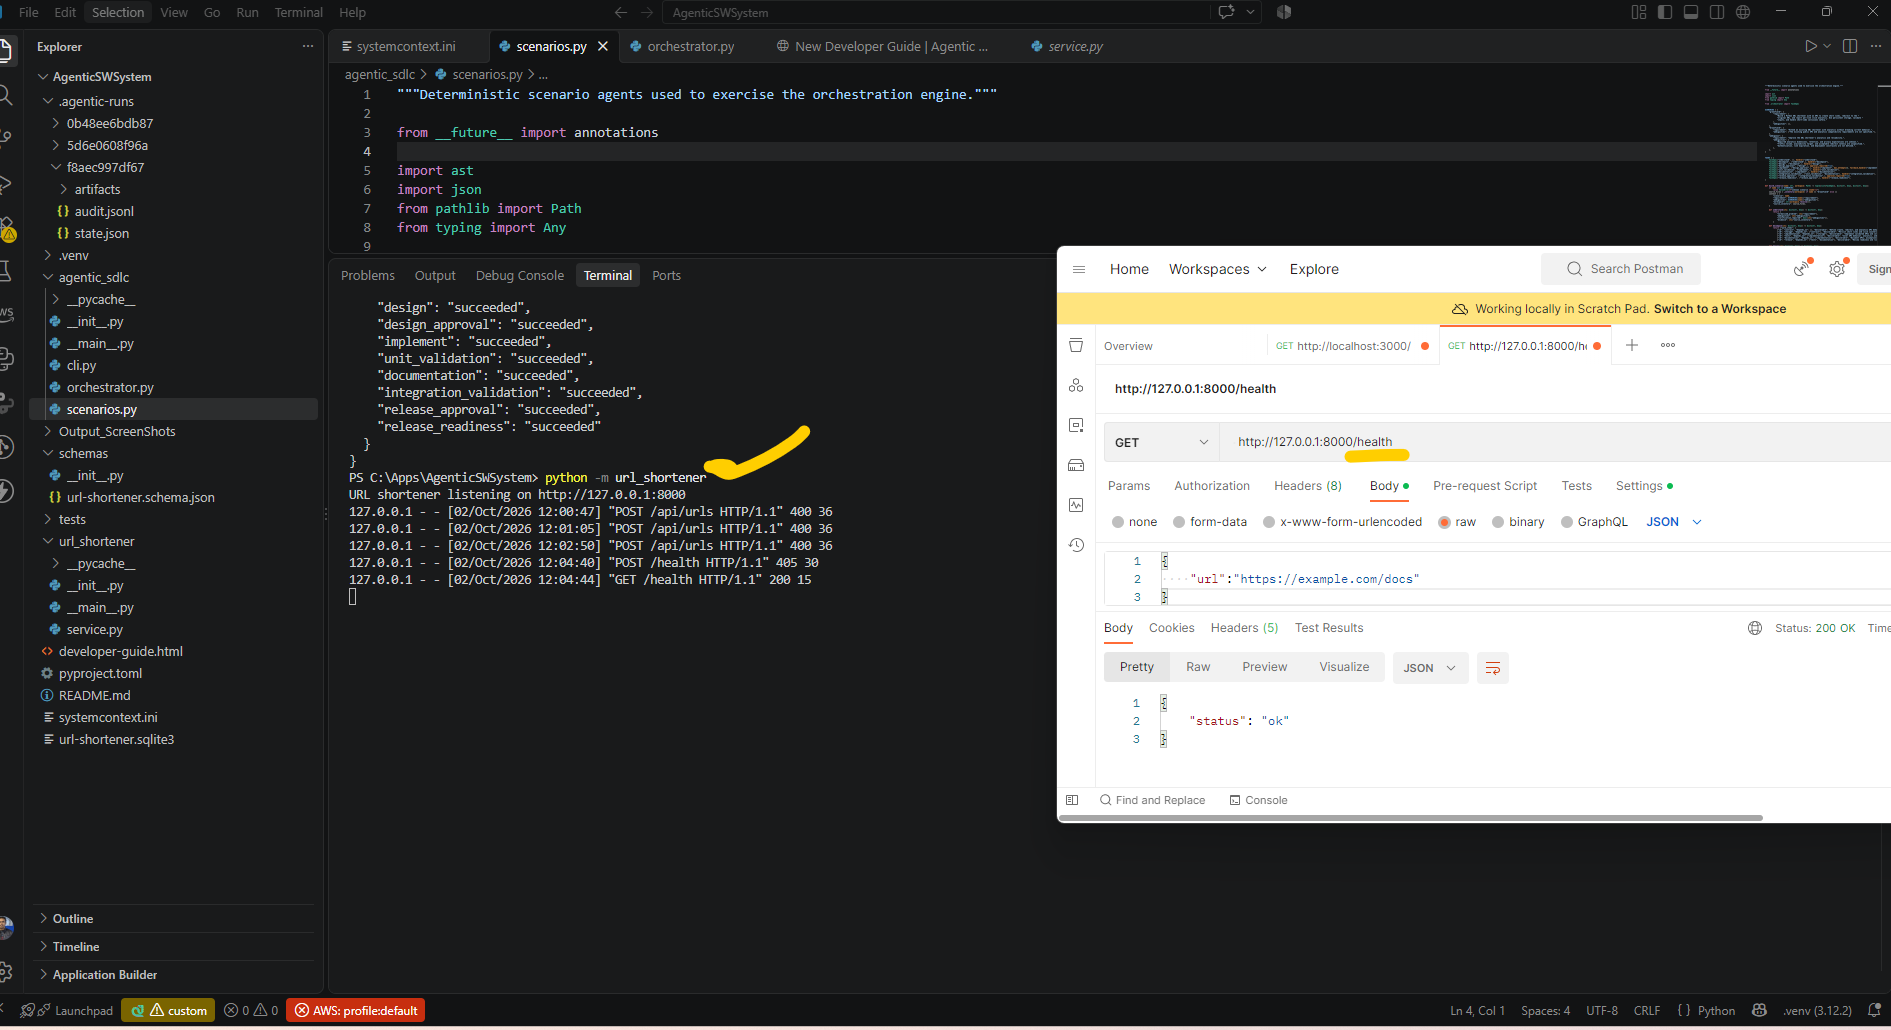 File Edit Selection View Go Run Terminal Help
AgenticSWSystem
Explorer
AgenticSWSystem
.agentic-runs
0b48ee6bdb87
5d6e0608f96a
f8aec997df67
artifacts
{} audit.jsonl
{} state.json
.venv
agentic_sdlc
__pycache__
__init__.py
__main__.py
cli.py
orchestrator.py
scenarios.py
Output_ScreenShots
schemas
__init__.py
{} url-shortener.schema.json
tests
url_shortener
__pycache__
__init__.py
__main__.py
service.py
developer-guide.html
pyproject.toml
README.md
systemcontext.ini
url-shortener.sqlite3
Outline
Timeline
Application Builder
systemcontext.ini
scenarios.py
orchestrator.py
New Developer Guide | Agentic ...
service.py
agentic_sdlc > scenarios.py > ...
1 """Deterministic scenario agents used to exercise the orchestration engine."""
2
3 from __future__ import annotations
4
5 import ast
6 import json
7 from pathlib import Path
8 from typing import Any
9
Problems Output Debug Console Terminal Ports
"design": "succeeded",
"design_approval": "succeeded",
"implement": "succeeded",
"unit_validation": "succeeded",
"documentation": "succeeded",
"integration_validation": "succeeded",
"release_approval": "succeeded",
"release_readiness": "succeeded"
}
}
PS C:\Apps\AgenticSWSystem> python -m url_shortener
URL shortener listening on http://127.0.0.1:8000
127.0.0.1 - - [02/Oct/2026 12:00:47] "POST /api/urls HTTP/1.1" 400 36
127.0.0.1 - - [02/Oct/2026 12:01:05] "POST /api/urls HTTP/1.1" 400 36
127.0.0.1 - - [02/Oct/2026 12:02:50] "POST /api/urls HTTP/1.1" 400 36
127.0.0.1 - - [02/Oct/2026 12:04:40] "POST /health HTTP/1.1" 405 30
127.0.0.1 - - [02/Oct/2026 12:04:44] "GET /health HTTP/1.1" 200 15
Home Workspaces Explore
Search Postman
Sign
Working locally in Scratch Pad. Switch to a Workspace
Overview
GET http://localhost:3000/
GET http://127.0.0.1:8000/he
http://127.0.0.1:8000/health
GET http://127.0.0.1:8000/health
Params Authorization Headers (8) Body Pre-request Script Tests Settings
none form-data x-www-form-urlencoded raw binary GraphQL JSON
1 {
2 "url":"https://example.com/docs"
3 }
Body Cookies Headers (5) Test Results
Status: 200 OK Time
Pretty Raw Preview Visualize JSON
1 {
2 "status": "ok"
3 }
Find and Replace Console
Launchpad custom 0 0 AWS: profile:default
Ln 4, Col 1 Spaces: 4 UTF-8 CRLF {} Python .venv (3.12.2)